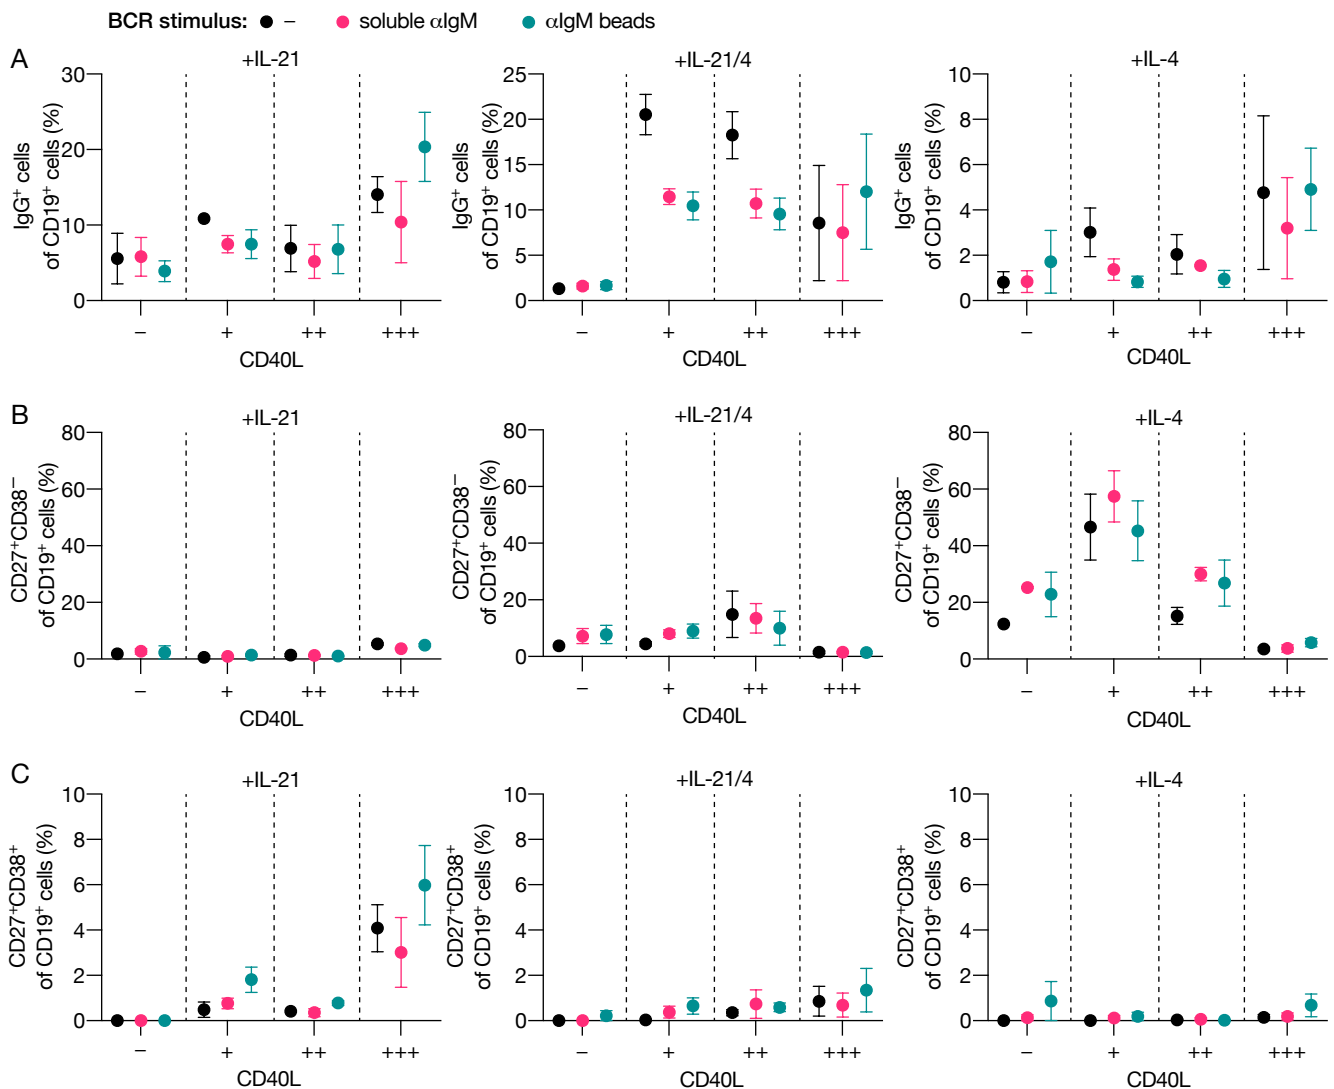 BCR stimulus: – soluble αIgM αIgM beads
A
+IL-21
IgG⁺ cells
of CD19⁺ cells (%)
30
20
10
0
– + ++ +++
CD40L
+IL-21/4
IgG⁺ cells
of CD19⁺ cells (%)
25
20
15
10
5
0
– + ++ +++
CD40L
+IL-4
IgG⁺ cells
of CD19⁺ cells (%)
10
8
6
4
2
0
– + ++ +++
CD40L
B
+IL-21
CD27⁺CD38⁻
of CD19⁺ cells (%)
80
60
40
20
0
– + ++ +++
CD40L
+IL-21/4
CD27⁺CD38⁻
of CD19⁺ cells (%)
80
60
40
20
0
– + ++ +++
CD40L
+IL-4
CD27⁺CD38⁻
of CD19⁺ cells (%)
80
60
40
20
0
– + ++ +++
CD40L
C
+IL-21
CD27⁺CD38⁺
of CD19⁺ cells (%)
10
8
6
4
2
0
– + ++ +++
CD40L
+IL-21/4
CD27⁺CD38⁺
of CD19⁺ cells (%)
10
8
6
4
2
0
– + ++ +++
CD40L
+IL-4
CD27⁺CD38⁺
of CD19⁺ cells (%)
10
8
6
4
2
0
– + ++ +++
CD40L